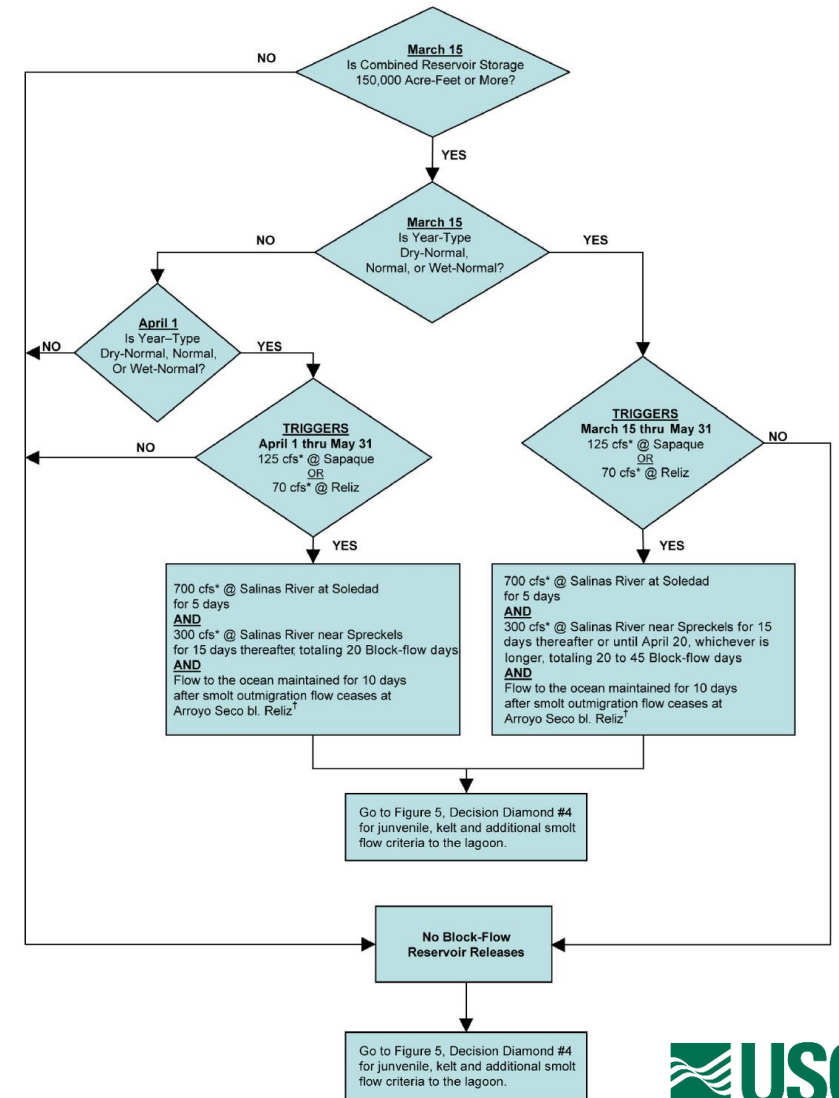 March 15
Is Combined Reservoir Storage
150,000 Acre-Feet or More?
NO
YES
March 15
Is Year-Type
Dry-Normal,
Normal, or Wet-Normal?
NO
YES
April 1
Is Year–Type
Dry-Normal, Normal,
Or Wet-Normal?
NO
YES
TRIGGERS
April 1 thru May 31
125 cfs* @ Sapaque
OR
70 cfs* @ Reliz
NO
YES
TRIGGERS
March 15 thru May 31
125 cfs* @ Sapaque
OR
70 cfs* @ Reliz
NO
YES
700 cfs* @ Salinas River at Soledad
for 5 days
AND
300 cfs* @ Salinas River near Spreckels
for 15 days thereafter, totaling 20 Block-flow days
AND
Flow to the ocean maintained for 10 days
after smolt outmigration flow ceases at
Arroyo Seco bl. Reliz†
700 cfs* @ Salinas River at Soledad
for 5 days
AND
300 cfs* @ Salinas River near Spreckels for 15
days thereafter or until April 20, whichever is
longer, totaling 20 to 45 Block-flow days
AND
Flow to the ocean maintained for 10 days
after smolt outmigration flow ceases at
Arroyo Seco bl. Reliz†
Go to Figure 5, Decision Diamond #4
for junvenile, kelt and additional smolt
flow criteria to the lagoon.
No Block-Flow
Reservoir Releases
Go to Figure 5, Decision Diamond #4
for junvenile, kelt and additional smolt
flow criteria to the lagoon.